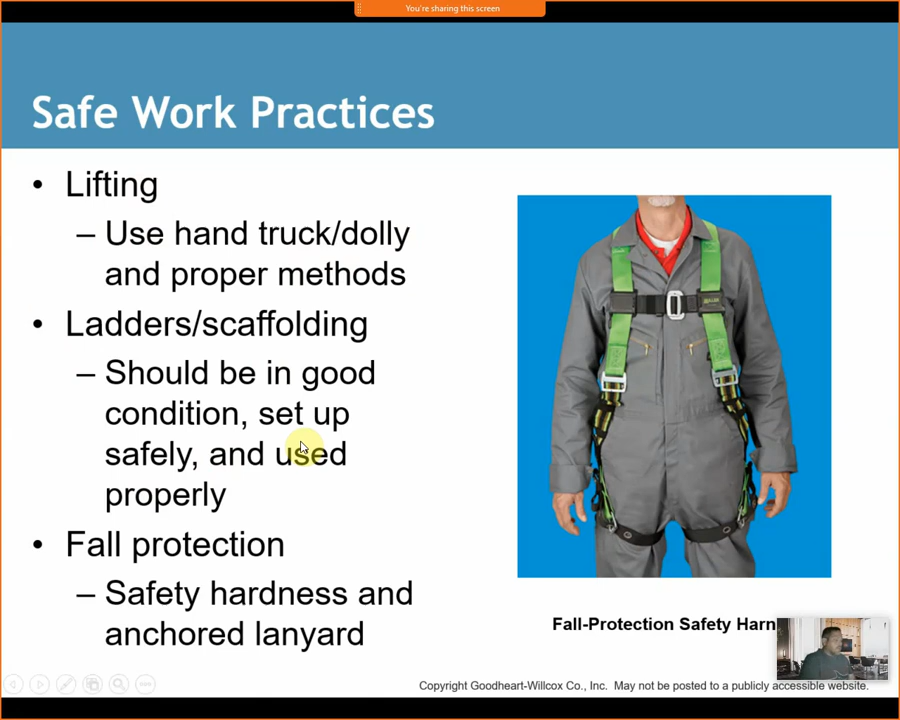 You're sharing this screen
Safe Work Practices
• Lifting
– Use hand truck/dolly
and proper methods
• Ladders/scaffolding
– Should be in good
condition, set up
safely, and used
properly
• Fall protection
– Safety hardness and
anchored lanyard
Fall-Protection Safety Harn
Copyright Goodheart-Willcox Co., Inc. May not be posted to a publicly accessible website.